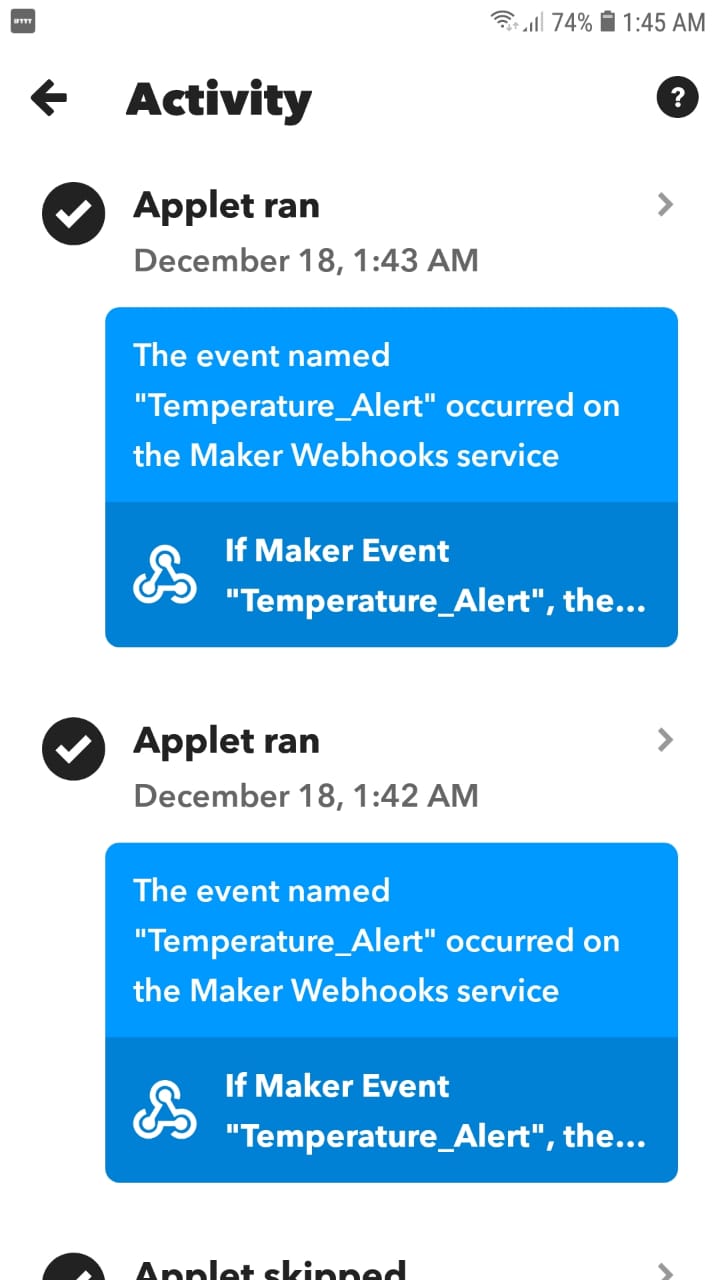 IFTTT 74% 1:45 AM
Activity ?
Applet ran
December 18, 1:43 AM
The event named
"Temperature_Alert" occurred on
the Maker Webhooks service
If Maker Event
"Temperature_Alert", the...
Applet ran
December 18, 1:42 AM
The event named
"Temperature_Alert" occurred on
the Maker Webhooks service
If Maker Event
"Temperature_Alert", the...
Applet skipped